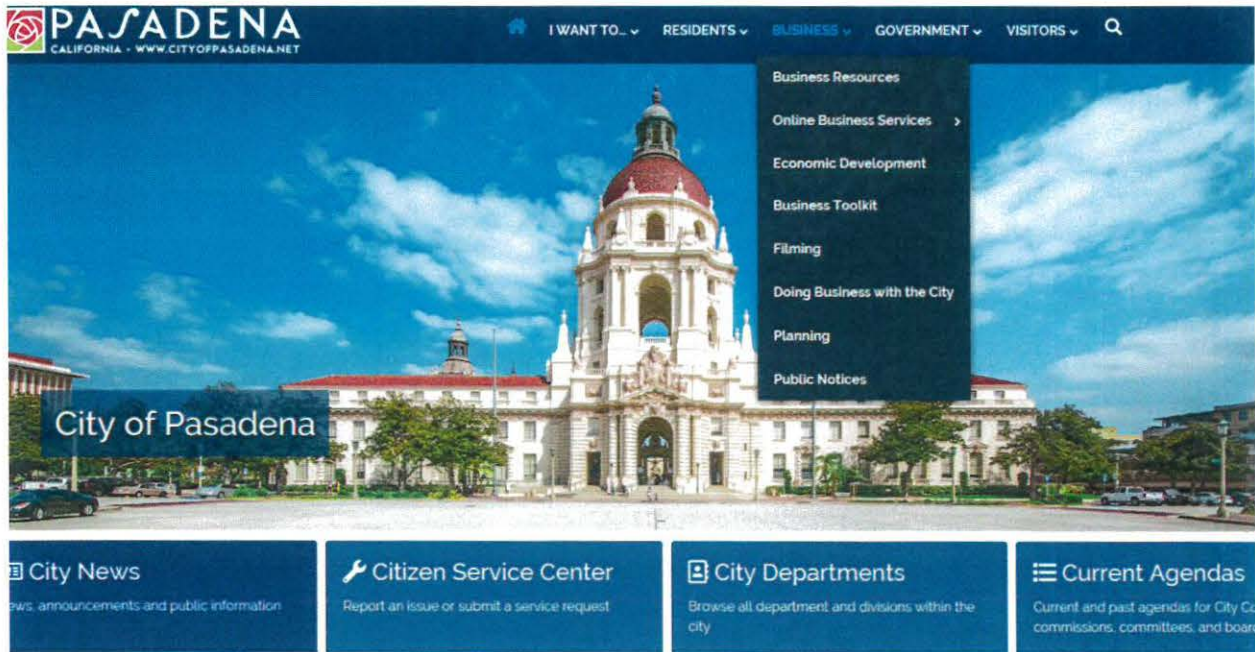 PASADENA
CALIFORNIA • WWW.CITYOFPASADENA.NET
I WANT TO... RESIDENTS BUSINESS GOVERNMENT VISITORS
Business Resources
Online Business Services >
Economic Development
Business Toolkit
Filming
Doing Business with the City
Planning
Public Notices
City of Pasadena
City News
announcements and public information
Citizen Service Center
Report an issue or submit a service request
City Departments
Browse all department and divisions within the
city
Current Agendas
Current and past agendas for City
commissions, committees, and